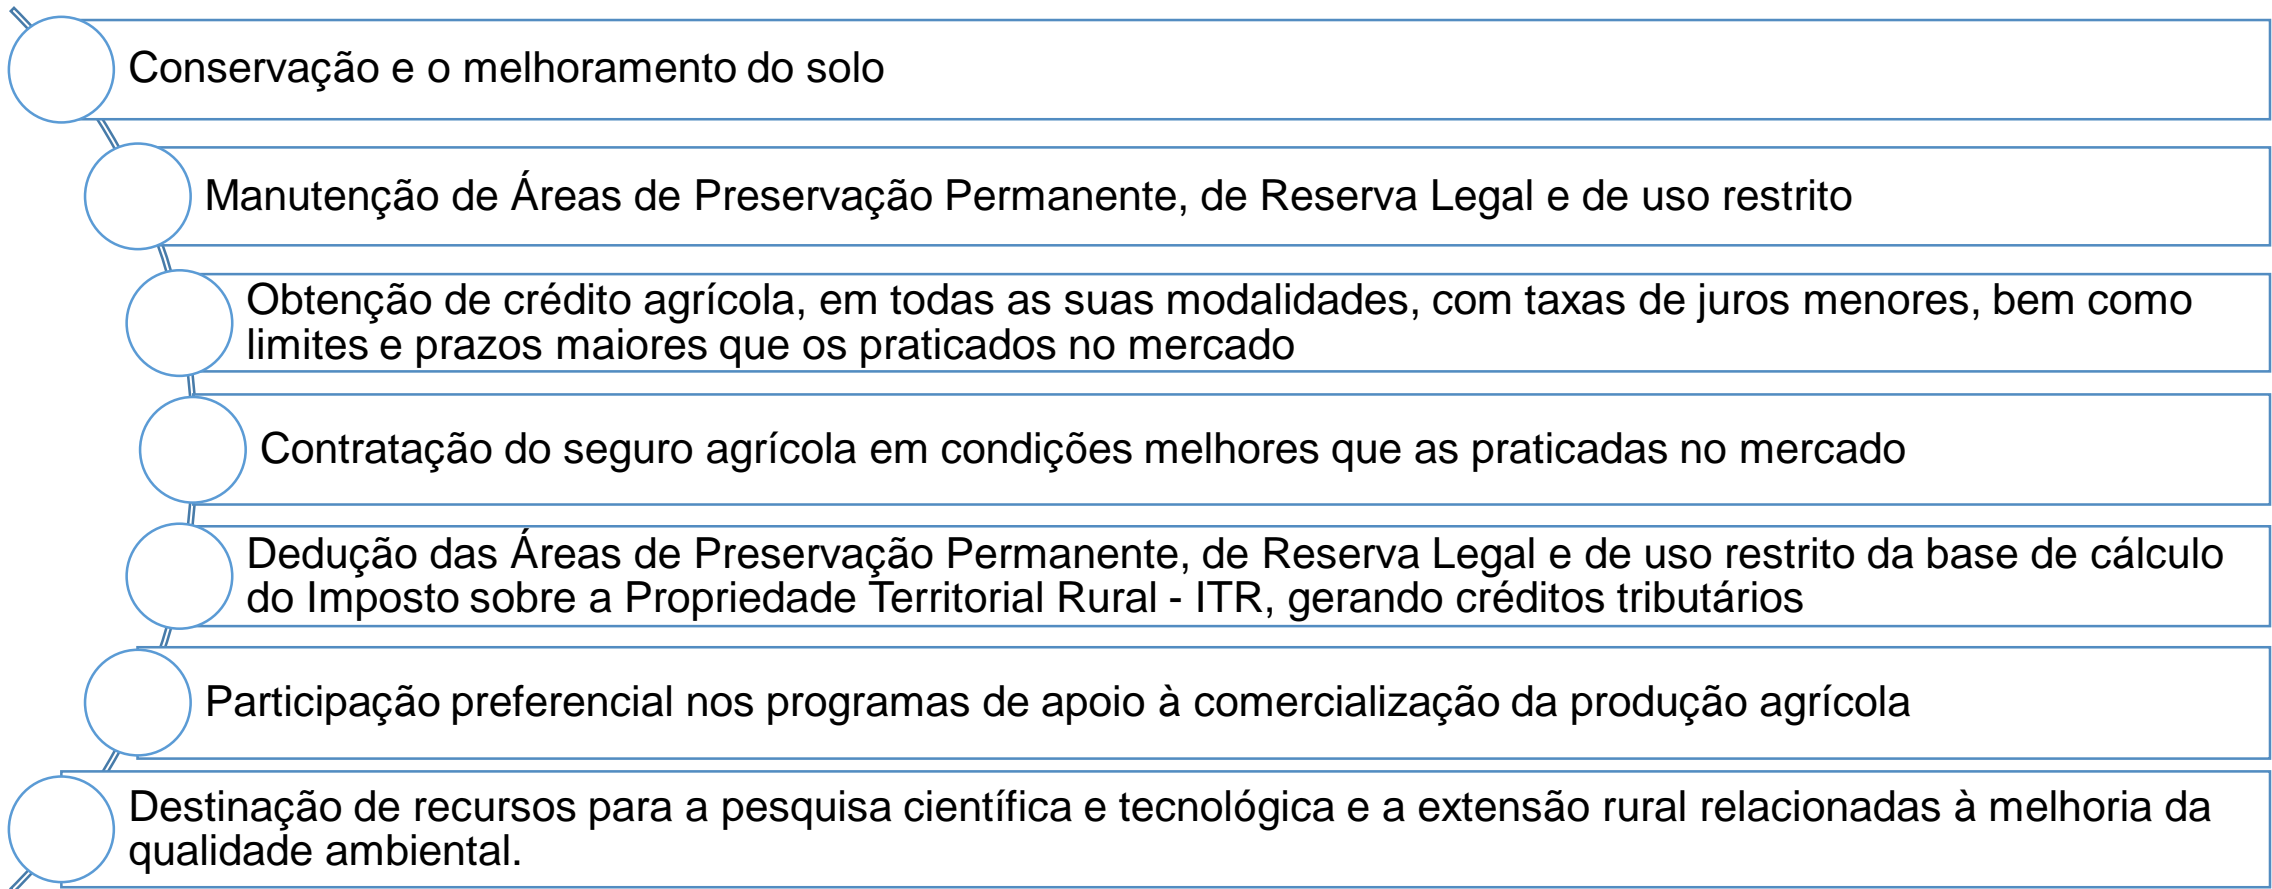 Conservação e o melhoramento do solo
Manutenção de Áreas de Preservação Permanente, de Reserva Legal e de uso restrito
Obtenção de crédito agrícola, em todas as suas modalidades, com taxas de juros menores, bem como
limites e prazos maiores que os praticados no mercado
Contratação do seguro agrícola em condições melhores que as praticadas no mercado
Dedução das Áreas de Preservação Permanente, de Reserva Legal e de uso restrito da base de cálculo
do Imposto sobre a Propriedade Territorial Rural - ITR, gerando créditos tributários
Participação preferencial nos programas de apoio à comercialização da produção agrícola
Destinação de recursos para a pesquisa científica e tecnológica e a extensão rural relacionadas à melhoria da
qualidade ambiental.